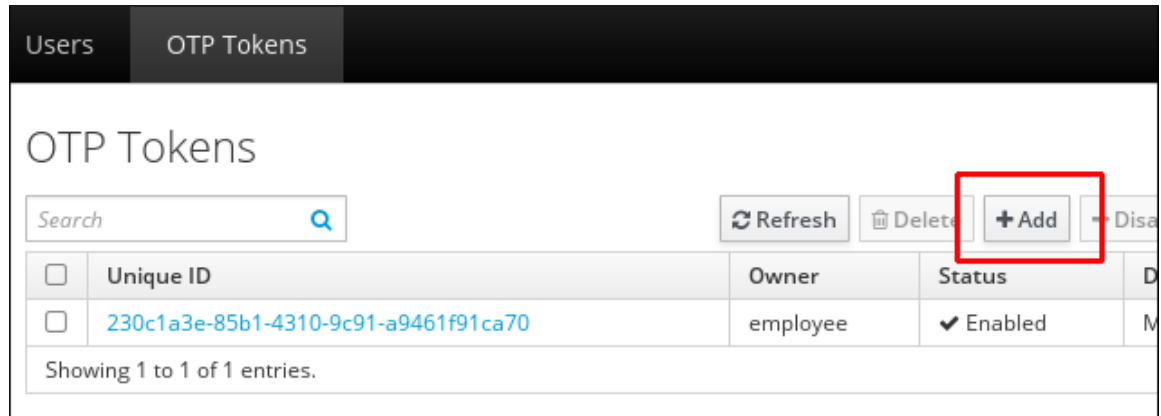 Users OTP Tokens
OTP Tokens
Search Refresh Delete +Add
Unique ID Owner Status
230c1a3e-85b1-4310-9c91-a9461f91ca70 employee Enabled
Showing 1 to 1 of 1 entries.